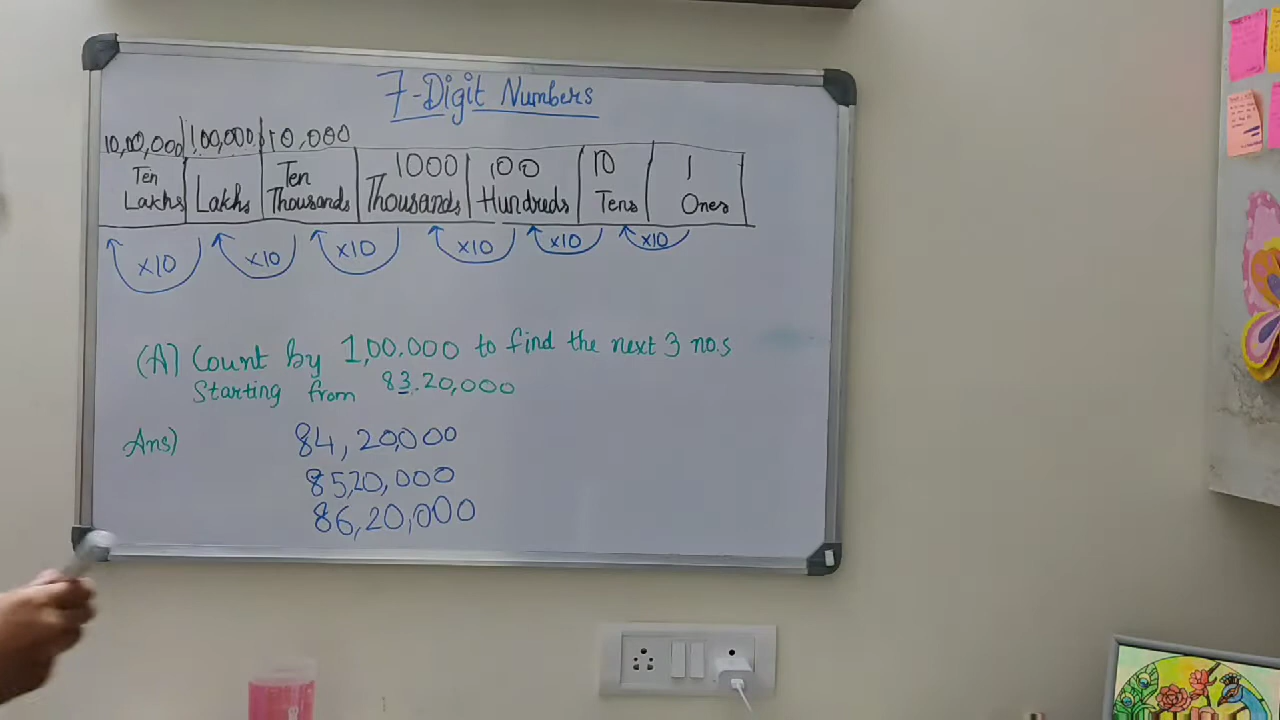 7-Digit Numbers
10,00,000 1,00,000 10,000
Ten Lakhs Lakhs Ten Thousands 1000 Thousands 100 Hundreds 10 Tens 1 Ones
x10 x10 x10 x10 x10 x10
(A) Count by 1,00,000 to find the next 3 no.s
Starting from 83,20,000
Ans) 84,20,000
85,20,000
86,20,000